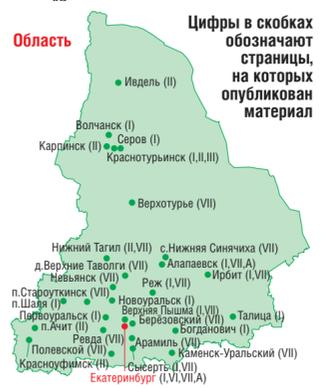 Цифры в скобках
обозначают
страницы,
на которых
опубликован
материал
Область
Ивдель (II)
Волчанск (I)
Серов (I)
Карпинск (II)
Краснотурьинск (I,II,III)
Верхотурье (VII)
Нижний Тагил (II,VII)
с.Нижняя Синячиха (VII)
д.Верхние Таволги (VII)
Алапаевск (I,VII,A)
Невьянск (VII)
Ирбит (I,VII)
Реж (I,VII)
п.Староуткинск (VII)
п.Шаля (I)
Новоуральск (I)
Верхняя Пышма (I,VII)
Первоуральск (I)
Берёзовский (VII)
Талица (I)
п.Ачит (II)
Богданович (I)
Ревда (VII)
Арамиль (VII)
Полевской (VII)
Каменск-Уральский (VII)
Красноуфимск (II)
Сысерть (I,VII)
Екатеринбург (I,VI,VII,A)